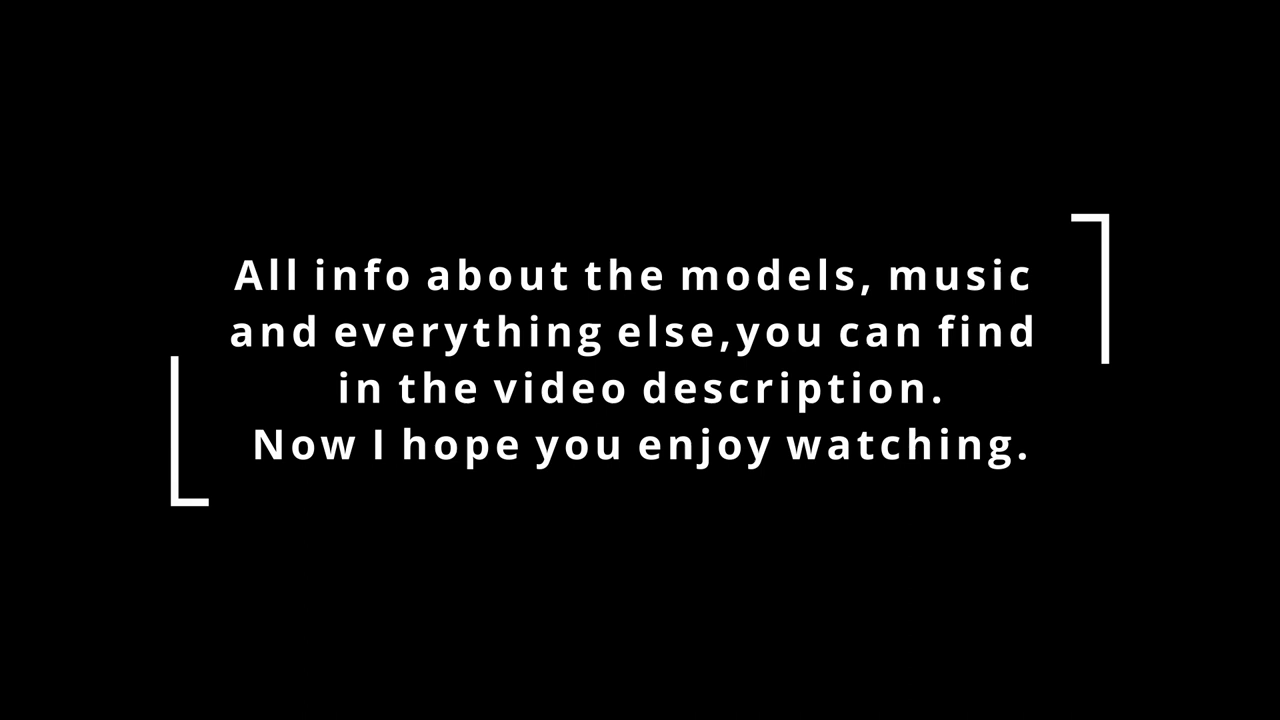 All info about the models, music
and everything else,you can find
in the video description.
Now I hope you enjoy watching.